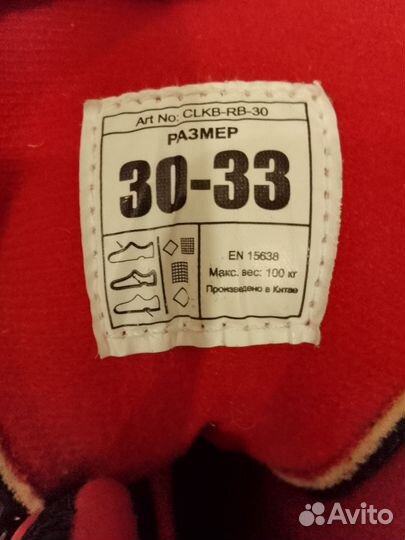 Art No: CLKB-RB-30
РАЗМЕР
30-33
EN 15638
Макс. вес: 100 кг
Произведено в Китае
Avito